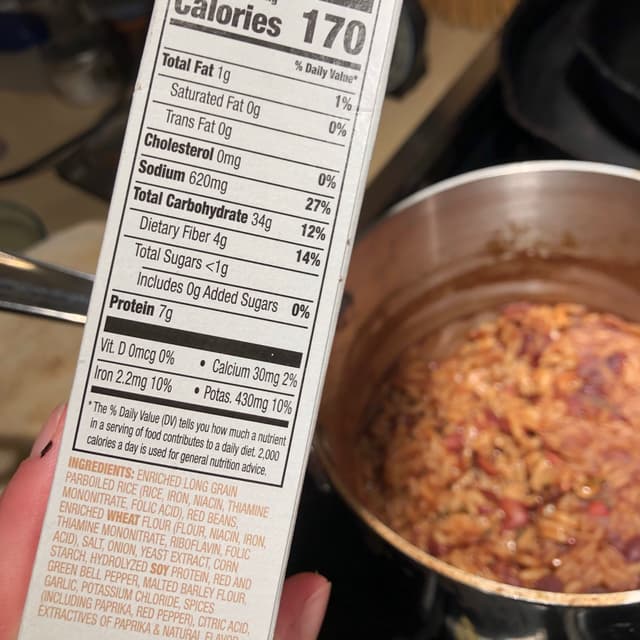 Calories 170
% Daily Value*
Total Fat 1g 1%
Saturated Fat 0g 0%
Trans Fat 0g
Cholesterol 0mg 0%
Sodium 620mg 27%
Total Carbohydrate 34g 12%
Dietary Fiber 4g 14%
Total Sugars <1g
Includes 0g Added Sugars 0%
Protein 7g
Vit. D 0mcg 0% • Calcium 30mg 2%
Iron 2.2mg 10% • Potas. 430mg 10%
* The % Daily Value (DV) tells you how much a nutrient
in a serving of food contributes to a daily diet. 2,000
calories a day is used for general nutrition advice.
INGREDIENTS: ENRICHED LONG GRAIN
PARBOILED RICE (RICE, IRON, NIACIN, THIAMINE
MONONITRATE, FOLIC ACID), RED BEANS,
ENRICHED WHEAT FLOUR (FLOUR, NIACIN, IRON,
THIAMINE MONONITRATE, RIBOFLAVIN, FOLIC
ACID), SALT, ONION, YEAST EXTRACT, CORN
STARCH, HYDROLYZED SOY PROTEIN, RED AND
GREEN BELL PEPPER, MALTED BARLEY FLOUR,
GARLIC, POTASSIUM CHLORIDE, SPICES
(INCLUDING PAPRIKA, RED PEPPER), CITRIC ACID,
EXTRACTIVES OF PAPRIKA & NATURAL